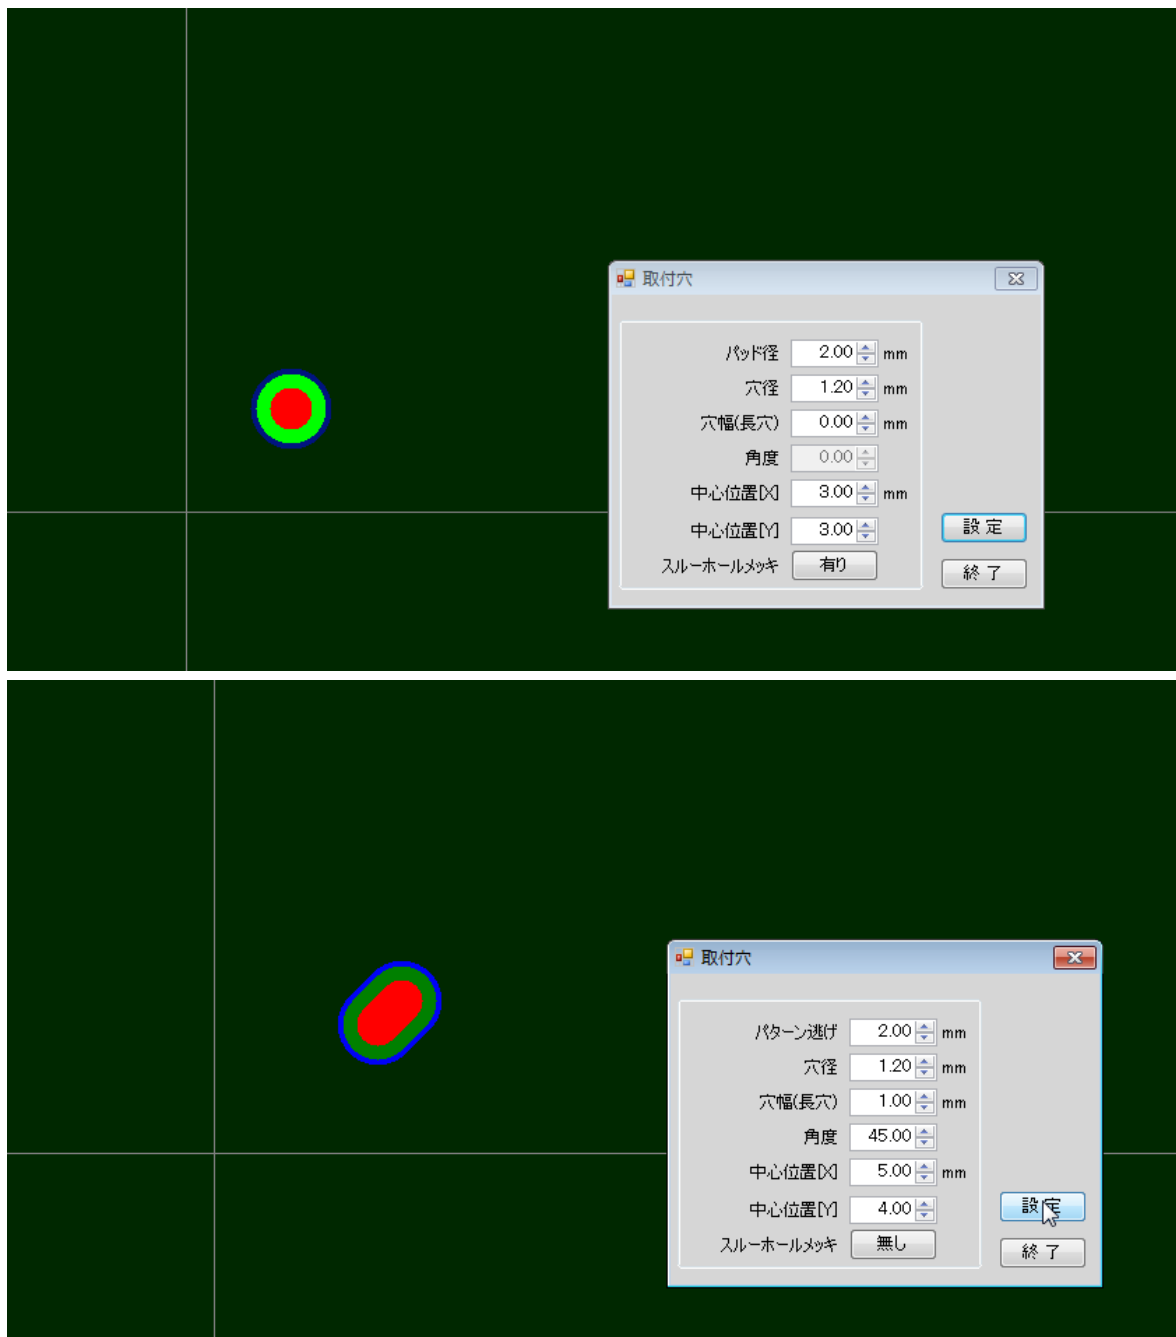 取付穴
パッド径 2.00 mm
穴径 1.20 mm
穴幅(長穴) 0.00 mm
角度 0.00
中心位置[X] 3.00 mm
中心位置[Y] 3.00
設定
スルーホールメッキ 有り
終了
取付穴
パターン逃げ 2.00 mm
穴径 1.20 mm
穴幅(長穴) 1.00 mm
角度 45.00
中心位置[X] 5.00 mm
中心位置[Y] 4.00
設定
スルーホールメッキ 無し
終了